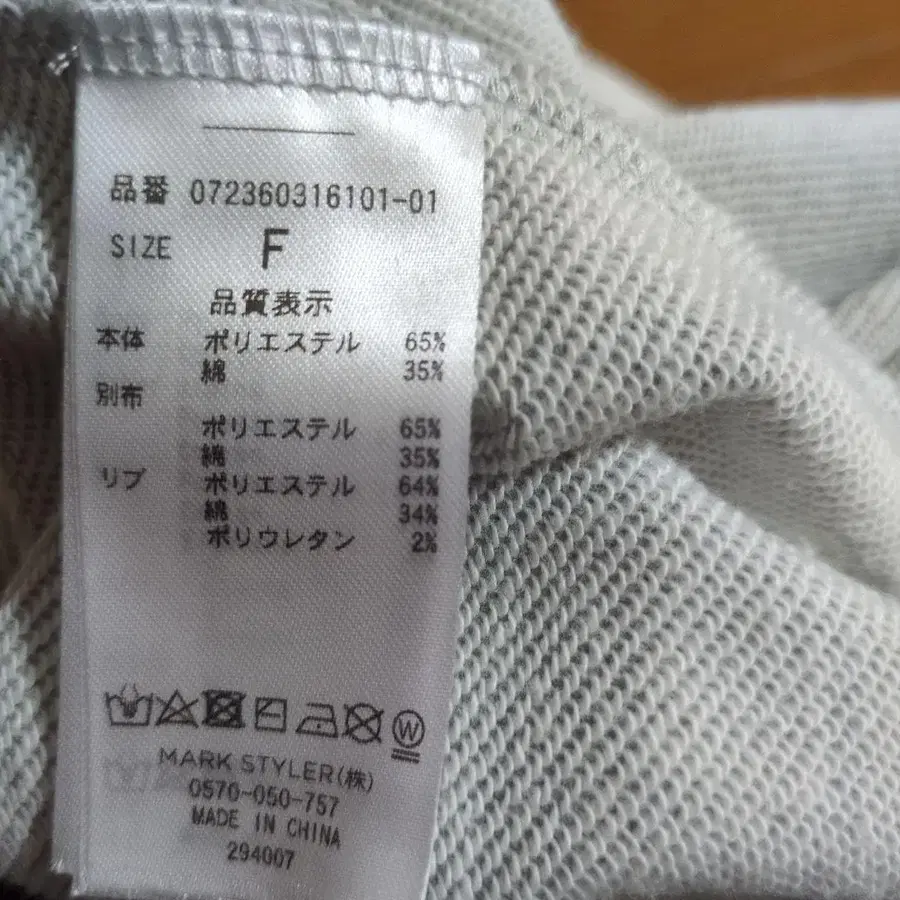 品番 072360316101-01
SIZE F
品質表示
本体 ポリエステル 65%
綿 35%
別布
ポリエステル 65%
綿 35%
リブ ポリエステル 64%
綿 34%
ポリウレタン 2%
W
MARK STYLER(株)
0570-050-757
MADE IN CHINA
294007